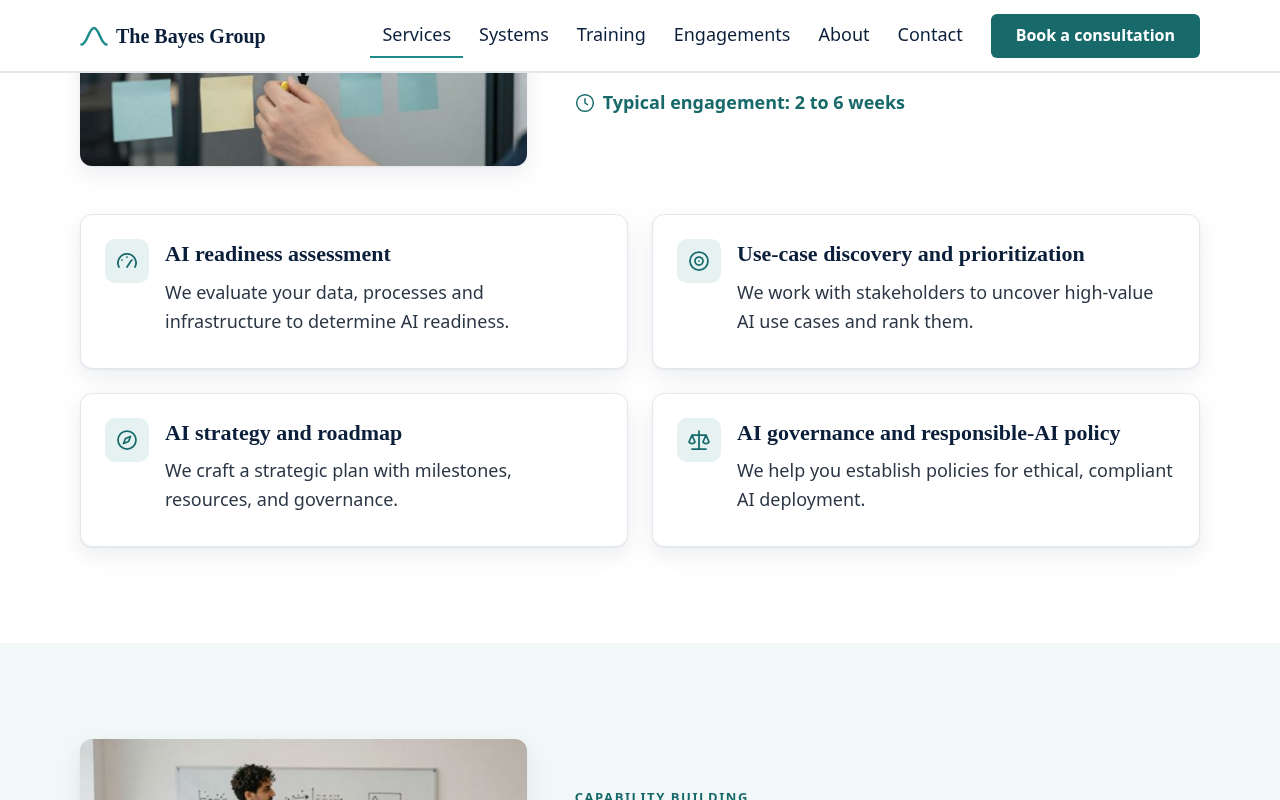 The Bayes Group
Services
Systems
Training
Engagements
About
Contact
Book a consultation
Typical engagement: 2 to 6 weeks
AI readiness assessment
We evaluate your data, processes and
infrastructure to determine AI readiness.
Use-case discovery and prioritization
We work with stakeholders to uncover high-value
AI use cases and rank them.
AI strategy and roadmap
We craft a strategic plan with milestones,
resources, and governance.
AI governance and responsible-AI policy
We help you establish policies for ethical, compliant
AI deployment.
CAPABILITY BUILDING